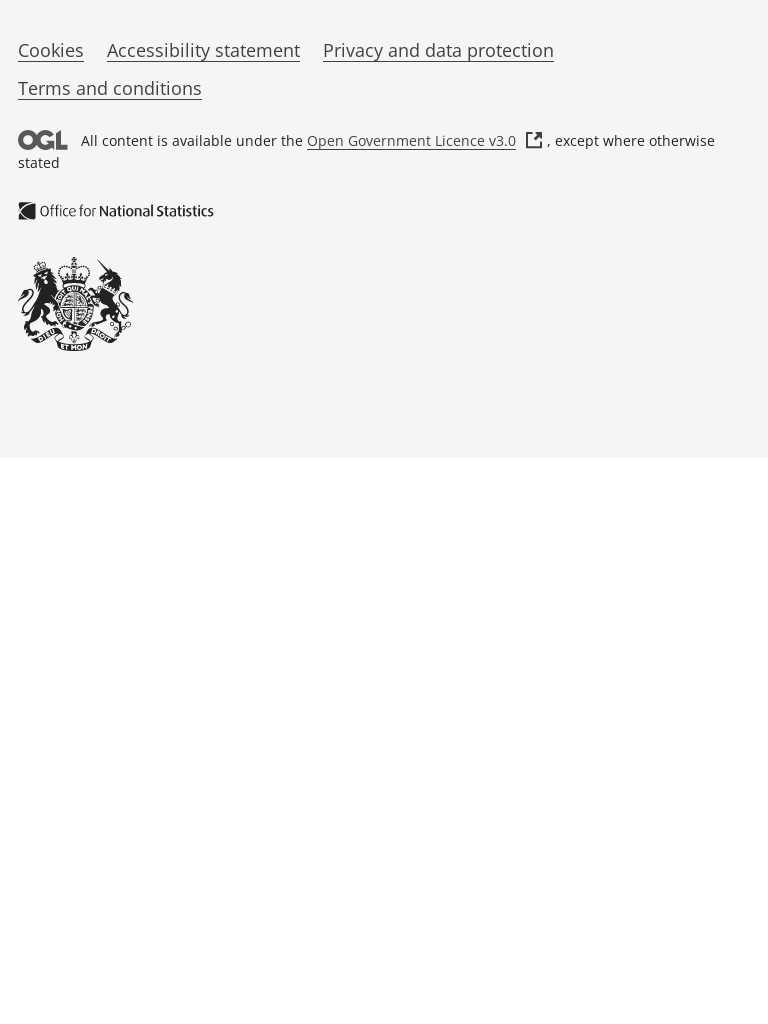 Cookies Accessibility statement Privacy and data protection
Terms and conditions
OGL All content is available under the Open Government Licence v3.0 , except where otherwise
stated
Office for National Statistics
DIEU ET MON DROIT